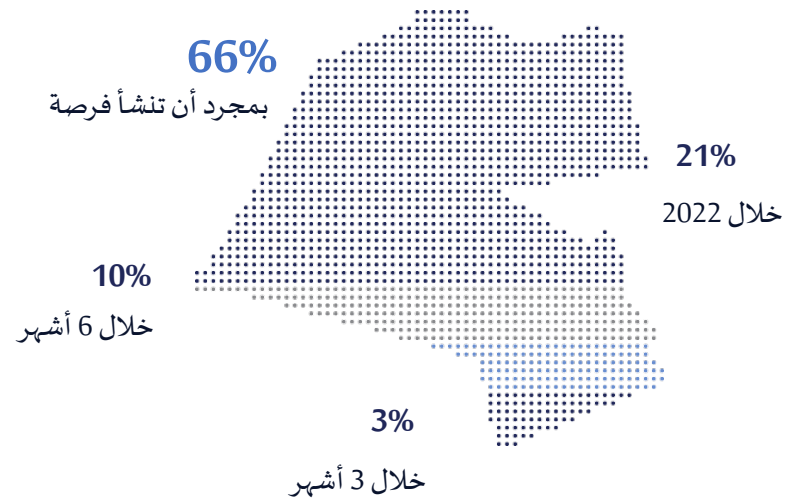 66%
بمجرد أن تنشأ فرصة
21%
خلال 2022
10%
خلال 6 أشهر
3%
خلال 3 أشهر